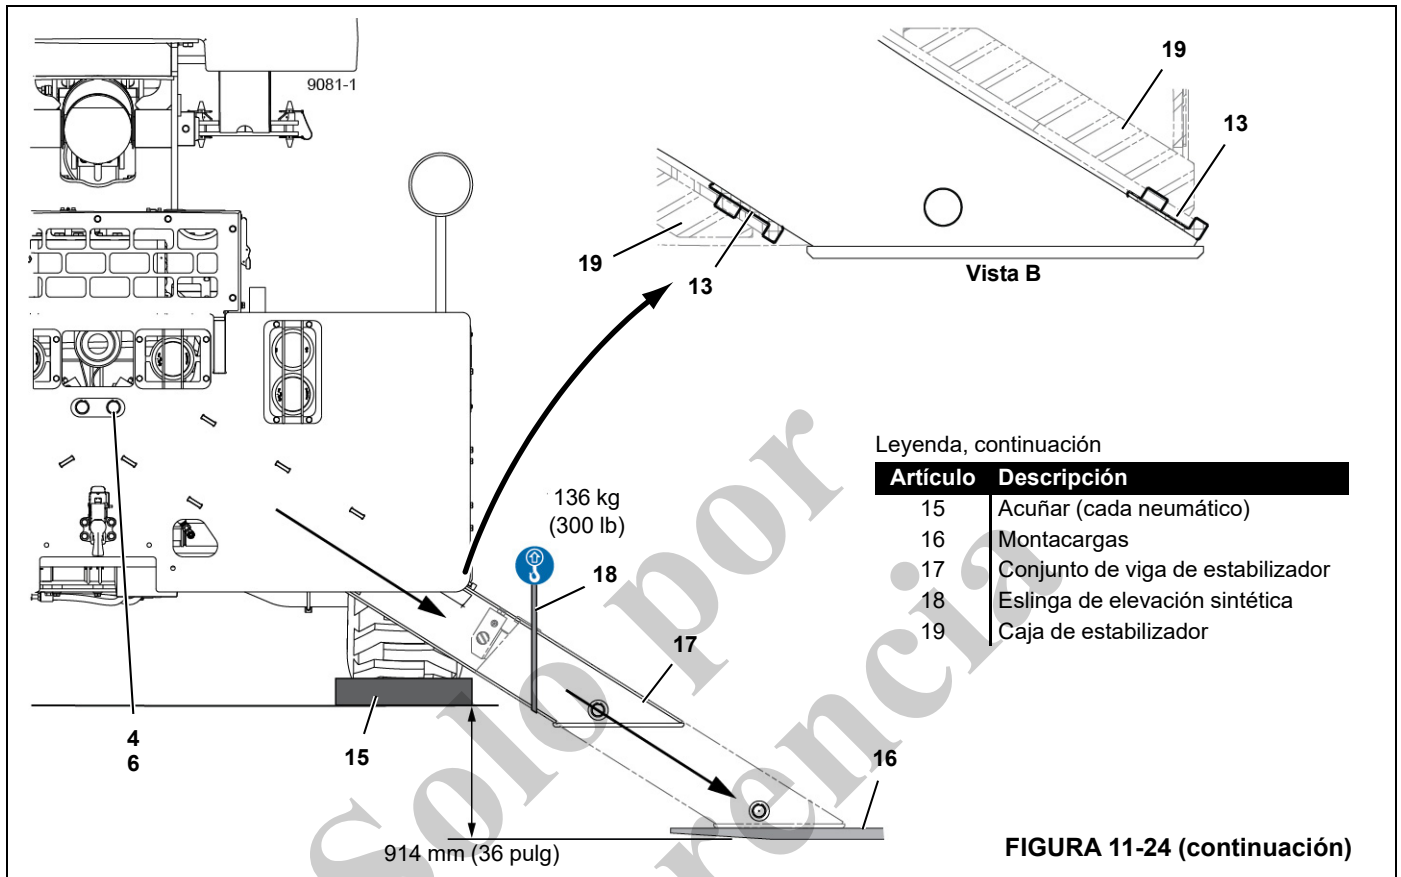 9081-1
19
13
19
13
Vista B
136 kg
(300 lb)
18
17
Leyenda, continuación
Artículo Descripción
15 Acuñar (cada neumático)
16 Montacargas
17 Conjunto de viga de estabilizador
18 Eslinga de elevación sintética
19 Caja de estabilizador
4
6
15
16
914 mm (36 pulg)
FIGURA 11-24 (continuación)
Solo por